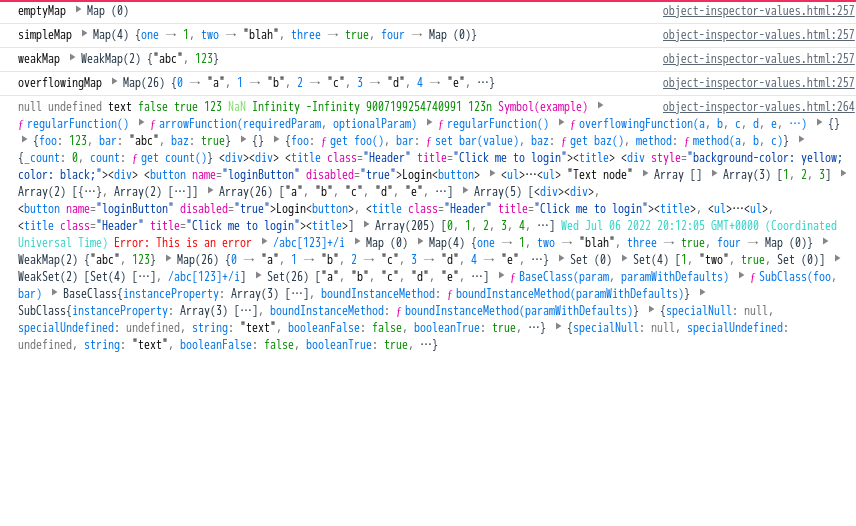 emptyMap ▶ Map (0) object-inspector-values.html:257
simpleMap ▶ Map(4) {one → 1, two → "blah", three → true, four → Map (0)} object-inspector-values.html:257
weakMap ▶ WeakMap(2) {"abc", 123} object-inspector-values.html:257
overflowingMap ▶ Map(26) {0 → "a", 1 → "b", 2 → "c", 3 → "d", 4 → "e", …} object-inspector-values.html:257
null undefined text false true 123 NaN Infinity -Infinity 9007199254740991 123n Symbol(example) ▶ object-inspector-values.html:264
ƒ regularFunction() ▶ ƒ arrowFunction(requiredParam, optionalParam) ▶ ƒ regularFunction() ▶ ƒ overflowingFunction(a, b, c, d, e, …) ▶ {}
▶ {foo: 123, bar: "abc", baz: true} ▶ {} ▶ {foo: ƒ get foo(), bar: ƒ set bar(value), baz: ƒ get baz(), method: ƒ method(a, b, c)} ▶
{_count: 0, count: ƒ get count()} <div><div> <title class="Header" title="Click me to login"><title> <div style="background-color: yellow;
color: black;"><div> <button name="loginButton" disabled="true">Login<button> ▶ <ul>…<ul> "Text node" ▶ Array [] ▶ Array(3) [1, 2, 3] ▶
Array(2) [{…}, Array(2) […]] ▶ Array(26) ["a", "b", "c", "d", "e", …] ▶ Array(5) [<div><div>,
<button name="loginButton" disabled="true">Login<button>, <title class="Header" title="Click me to login"><title>, <ul>…<ul>,
<title class="Header" title="Click me to login"><title>] ▶ Array(205) [0, 1, 2, 3, 4, …] Wed Jul 06 2022 20:12:05 GMT+0000 (Coordinated
Universal Time) Error: This is an error ▶ /abc[123]+/i ▶ Map (0) ▶ Map(4) {one → 1, two → "blah", three → true, four → Map (0)} ▶
WeakMap(2) {"abc", 123} ▶ Map(26) {0 → "a", 1 → "b", 2 → "c", 3 → "d", 4 → "e", …} ▶ Set (0) ▶ Set(4) [1, "two", true, Set (0)] ▶
WeakSet(2) [Set(4) […], /abc[123]+/i] ▶ Set(26) ["a", "b", "c", "d", "e", …] ▶ ƒ BaseClass(param, paramWithDefaults) ▶ ƒ SubClass(foo,
bar) ▶ BaseClass{instanceProperty: Array(3) […], boundInstanceMethod: ƒ boundInstanceMethod(paramWithDefaults)} ▶
SubClass{instanceProperty: Array(3) […], boundInstanceMethod: ƒ boundInstanceMethod(paramWithDefaults)} ▶ {specialNull: null,
specialUndefined: undefined, string: "text", booleanFalse: false, booleanTrue: true, …} ▶ {specialNull: null, specialUndefined:
undefined, string: "text", booleanFalse: false, booleanTrue: true, …}